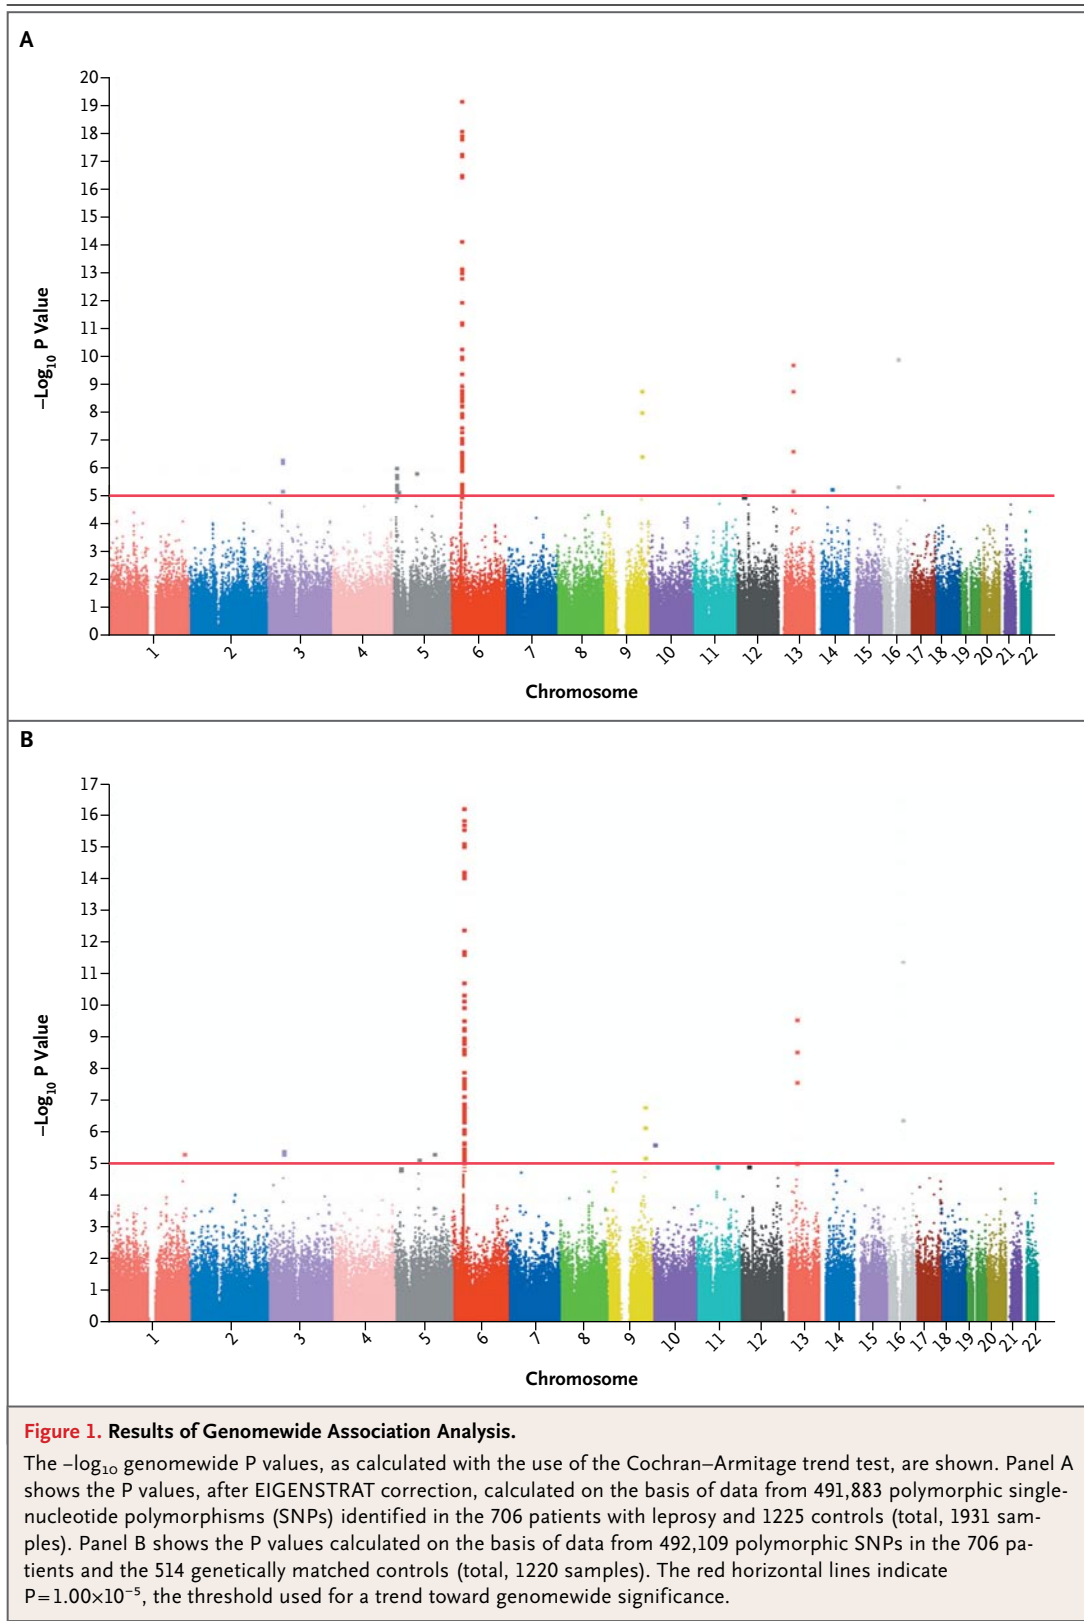 A
20
19
18
17
16
15
14
13
12
11
10
9
8
7
6
5
4
3
2
1
0
–Log10 P Value
1 2 3 4 5 6 7 8 9 10 11 12 13 14 15 16 17 18 19 20 21 22
Chromosome
B
17
16
15
14
13
12
11
10
9
8
7
6
5
4
3
2
1
0
–Log10 P Value
1 2 3 4 5 6 7 8 9 10 11 12 13 14 15 16 17 18 19 20 21 22
Chromosome
Figure 1. Results of Genomewide Association Analysis.
The –log10 genomewide P values, as calculated with the use of the Cochran–Armitage trend test, are shown. Panel A
shows the P values, after EIGENSTRAT correction, calculated on the basis of data from 491,883 polymorphic single-
nucleotide polymorphisms (SNPs) identified in the 706 patients with leprosy and 1225 controls (total, 1931 sam-
ples). Panel B shows the P values calculated on the basis of data from 492,109 polymorphic SNPs in the 706 pa-
tients and the 514 genetically matched controls (total, 1220 samples). The red horizontal lines indicate
P=1.00×10⁻⁵, the threshold used for a trend toward genomewide significance.